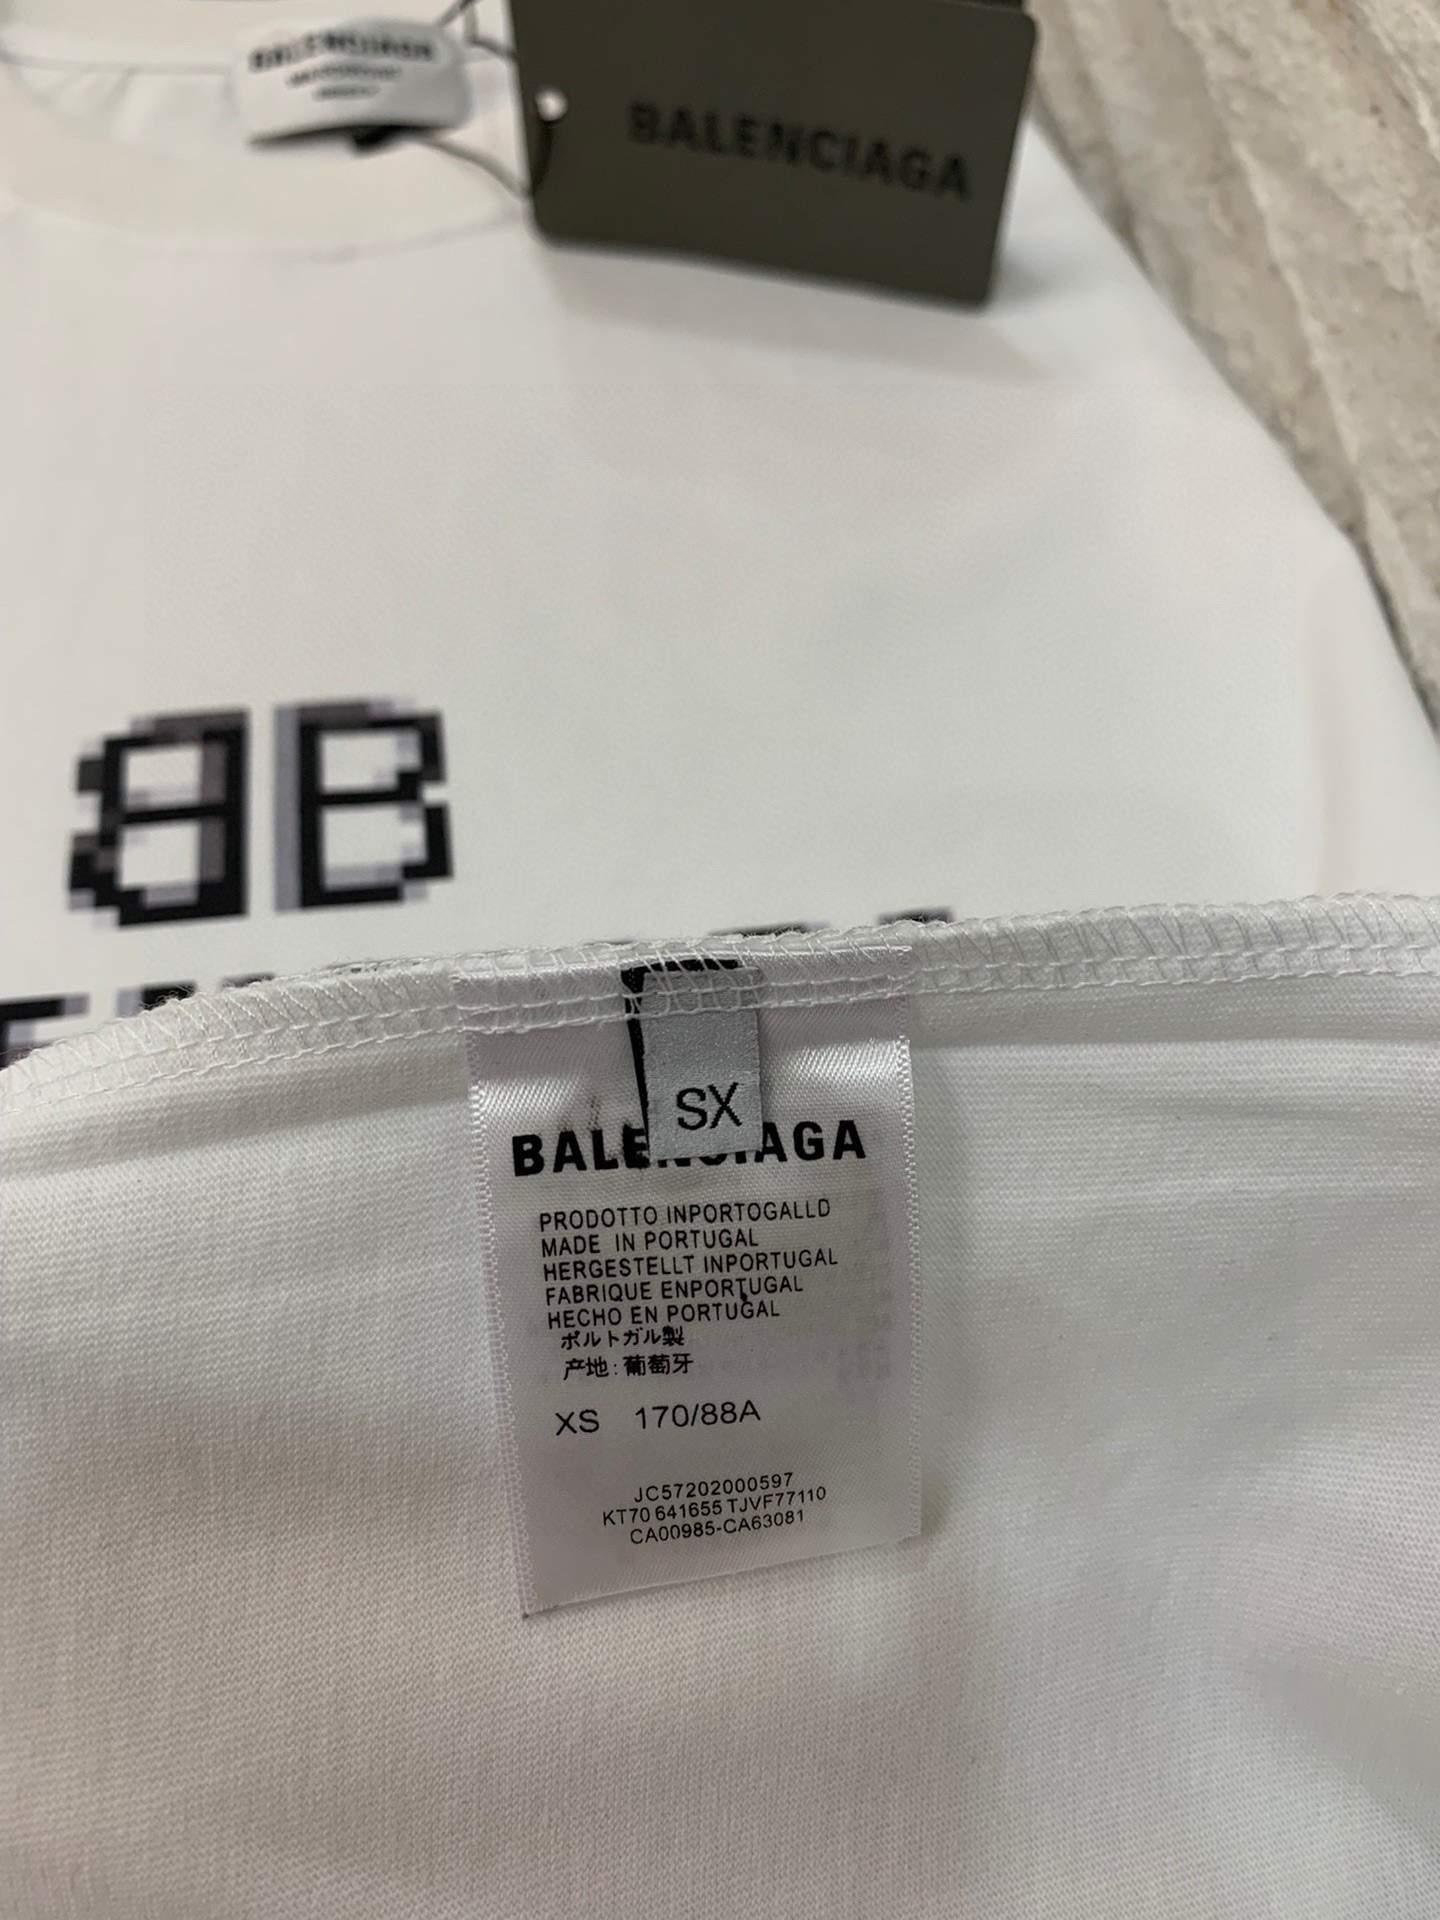 BALENCIAGA
BALENCIAGA
BB
SX
BALENCIAGA
PRODOTTO INPORTOGALLD
MADE IN PORTUGAL
HERGESTELLT INPORTUGAL
FABRIQUE ENPORTUGAL
HECHO EN PORTUGAL
ポルトガル製
产地:葡萄牙
XS 170/88A
JC57202000597
KT70 641655 TJVF77110
CA00985-CA63081